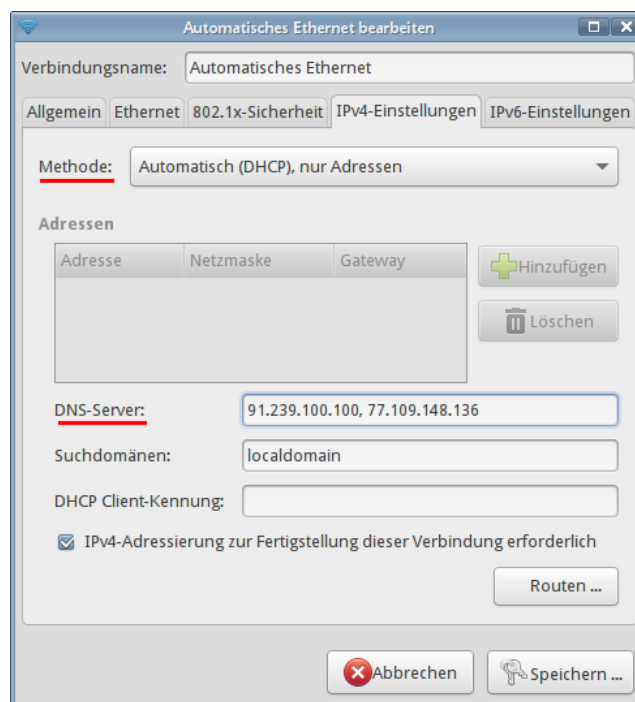 Automatisches Ethernet bearbeiten
Verbindungsname: Automatisches Ethernet
Allgemein Ethernet 802.1x-Sicherheit IPv4-Einstellungen IPv6-Einstellungen
Methode: Automatisch (DHCP), nur Adressen
Adressen
Adresse Netzmaske Gateway
Hinzufügen
Löschen
DNS-Server: 91.239.100.100, 77.109.148.136
Suchdomänen: localdomain
DHCP Client-Kennung:
IPv4-Adressierung zur Fertigstellung dieser Verbindung erforderlich
Routen ...
Abbrechen Speichern ...